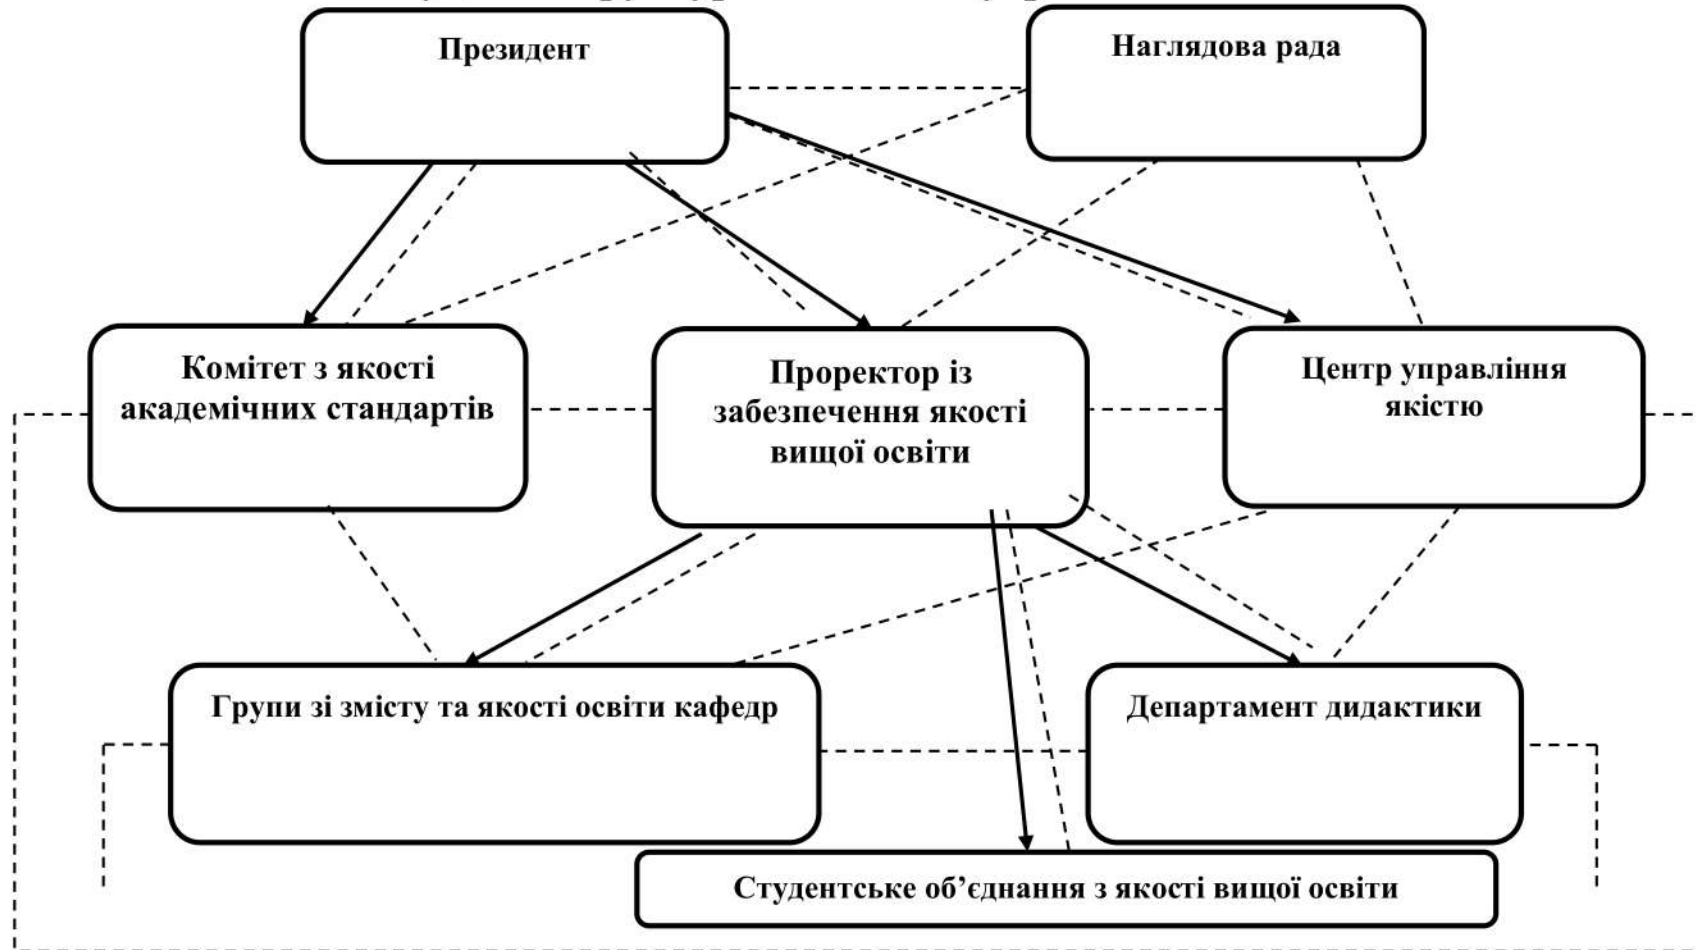 Президент
Наглядова рада
Комітет з якості
академічних стандартів
Проректор із
забезпечення якості
вищої освіти
Центр управління
якістю
Групи зі змісту та якості освіти кафедр
Департамент дидактики
Студентське об’єднання з якості вищої освіти